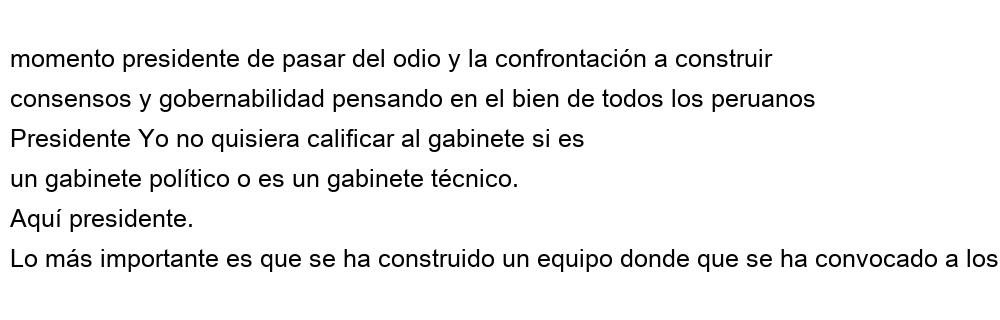 momento presidente de pasar del odio y la confrontación a construir
consensos y gobernabilidad pensando en el bien de todos los peruanos
Presidente Yo no quisiera calificar al gabinete si es
un gabinete político o es un gabinete técnico.
Aquí presidente.
Lo más importante es que se ha construido un equipo donde que se ha convocado a los